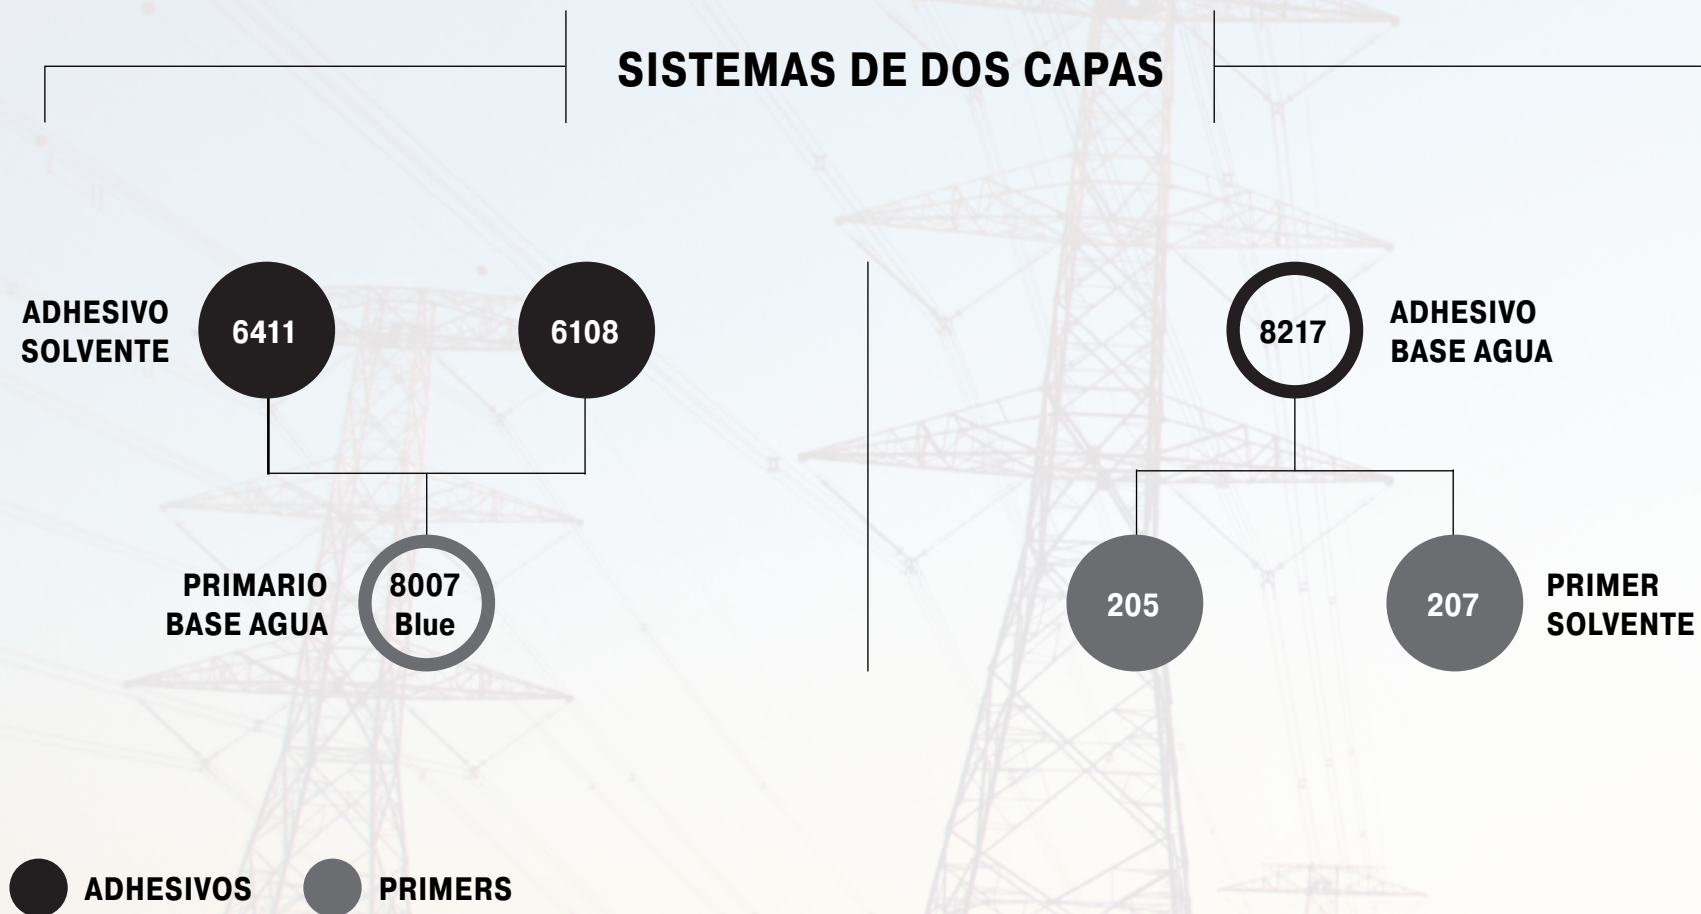 SISTEMAS DE DOS CAPAS
ADHESIVO
SOLVENTE
6411
6108
PRIMARIO
BASE AGUA
8007
Blue
8217
ADHESIVO
BASE AGUA
205
207
PRIMER
SOLVENTE
ADHESIVOS
PRIMERS